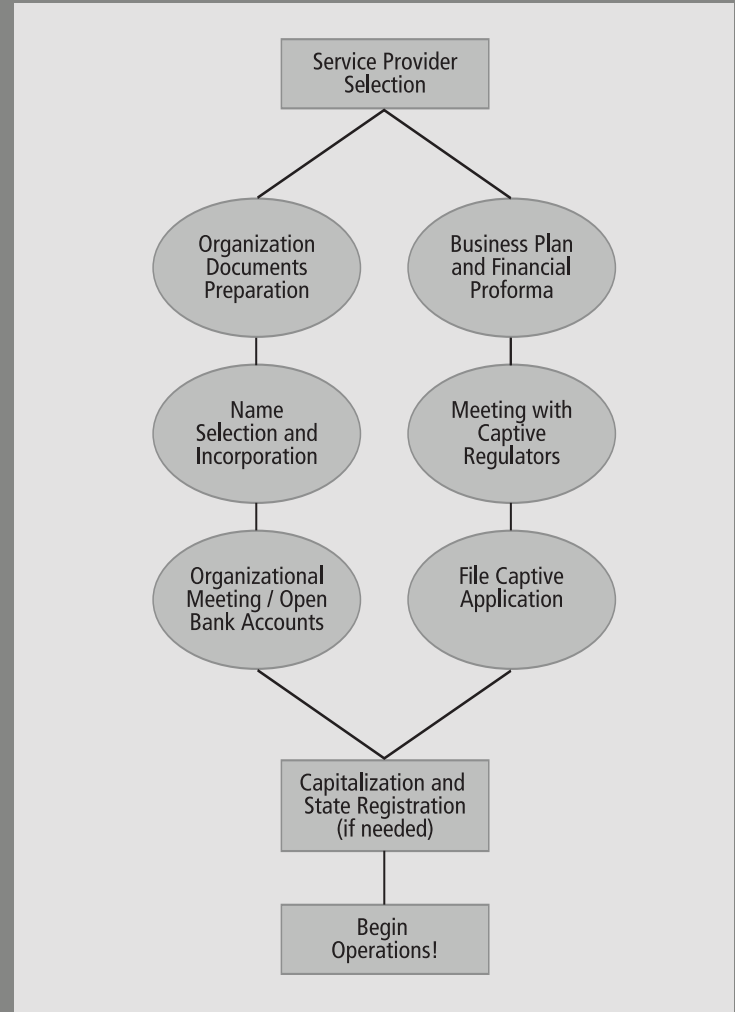 Service Provider
Selection
Organization
Documents
Preparation
Business Plan
and Financial
Proforma
Name
Selection and
Incorporation
Meeting with
Captive
Regulators
Organizational
Meeting / Open
Bank Accounts
File Captive
Application
Capitalization and
State Registration
(if needed)
Begin
Operations!